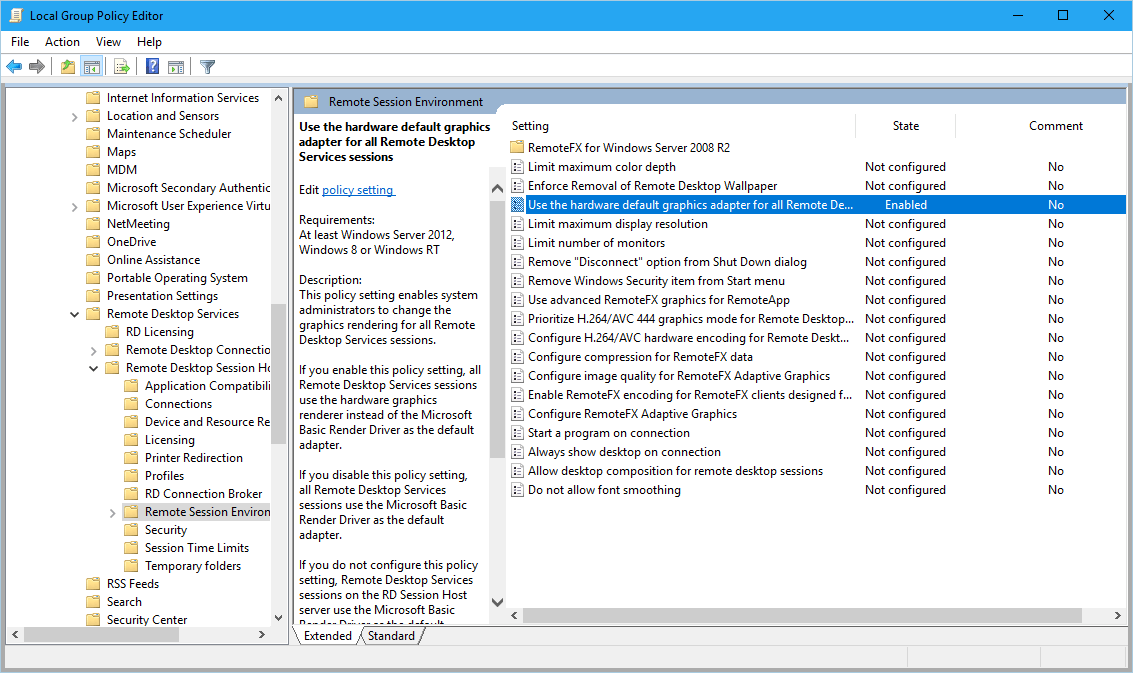 Local Group Policy Editor
File Action View Help
Internet Information Services
Location and Sensors
Maintenance Scheduler
Maps
MDM
Microsoft Secondary Authentic
Microsoft User Experience Virtu
NetMeeting
OneDrive
Online Assistance
Portable Operating System
Presentation Settings
Remote Desktop Services
RD Licensing
Remote Desktop Connectio
Remote Desktop Session Ho
Application Compatibili
Connections
Device and Resource Re
Licensing
Printer Redirection
Profiles
RD Connection Broker
Remote Session Environ
Security
Session Time Limits
Temporary folders
RSS Feeds
Search
Security Center
Remote Session Environment
Use the hardware default graphics
adapter for all Remote Desktop
Services sessions
Edit policy setting
Requirements:
At least Windows Server 2012,
Windows 8 or Windows RT
Description:
This policy setting enables system
administrators to change the
graphics rendering for all Remote
Desktop Services sessions.
If you enable this policy setting, all
Remote Desktop Services sessions
use the hardware graphics
renderer instead of the Microsoft
Basic Render Driver as the default
adapter.
If you disable this policy setting,
all Remote Desktop Services
sessions use the Microsoft Basic
Render Driver as the default
adapter.
If you do not configure this policy
setting, Remote Desktop Services
sessions on the RD Session Host
server use the Microsoft Basic
Render Driver as the default
Setting State Comment
RemoteFX for Windows Server 2008 R2
Limit maximum color depth Not configured No
Enforce Removal of Remote Desktop Wallpaper Not configured No
Use the hardware default graphics adapter for all Remote De... Enabled No
Limit maximum display resolution Not configured No
Limit number of monitors Not configured No
Remove "Disconnect" option from Shut Down dialog Not configured No
Remove Windows Security item from Start menu Not configured No
Use advanced RemoteFX graphics for RemoteApp Not configured No
Prioritize H.264/AVC 444 graphics mode for Remote Desktop... Not configured No
Configure H.264/AVC hardware encoding for Remote Deskt... Not configured No
Configure compression for RemoteFX data Not configured No
Configure image quality for RemoteFX Adaptive Graphics Not configured No
Enable RemoteFX encoding for RemoteFX clients designed f... Not configured No
Configure RemoteFX Adaptive Graphics Not configured No
Start a program on connection Not configured No
Always show desktop on connection Not configured No
Allow desktop composition for remote desktop sessions Not configured No
Do not allow font smoothing Not configured No
Extended Standard